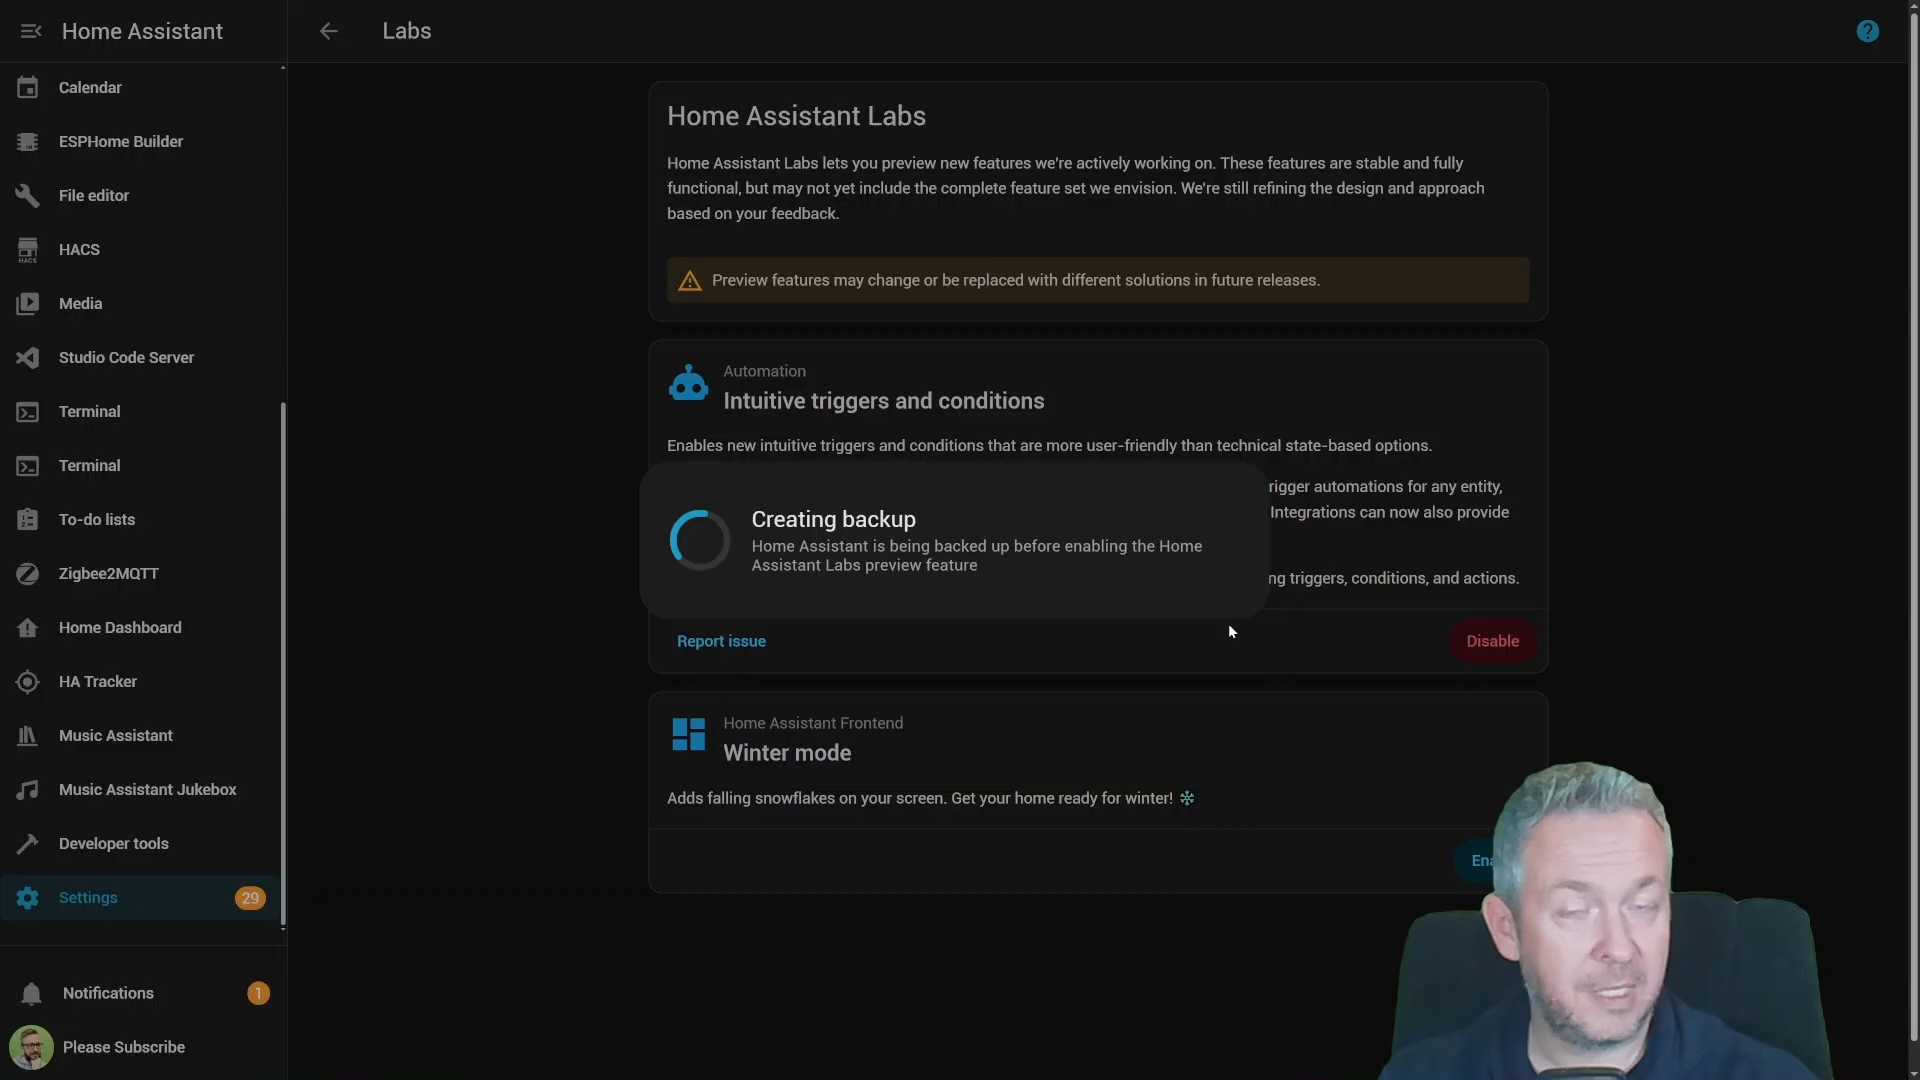 Home Assistant
Calendar
ESPHome Builder
File editor
HACS
HACS
Media
Studio Code Server
Terminal
Terminal
To-do lists
Zigbee2MQTT
Home Dashboard
HA Tracker
Music Assistant
Music Assistant Jukebox
Developer tools
Settings 29
Notifications 1
Please Subscribe
Labs
?
Home Assistant Labs
Home Assistant Labs lets you preview new features we're actively working on. These features are stable and fully
functional, but may not yet include the complete feature set we envision. We're still refining the design and approach
based on your feedback.
Preview features may change or be replaced with different solutions in future releases.
Automation
Intuitive triggers and conditions
Enables new intuitive triggers and conditions that are more user-friendly than technical state-based options.
rigger automations for any entity,
Integrations can now also provide
ng triggers, conditions, and actions.
Creating backup
Home Assistant is being backed up before enabling the Home
Assistant Labs preview feature
Report issue
Disable
Home Assistant Frontend
Winter mode
Adds falling snowflakes on your screen. Get your home ready for winter! ❄
Ena